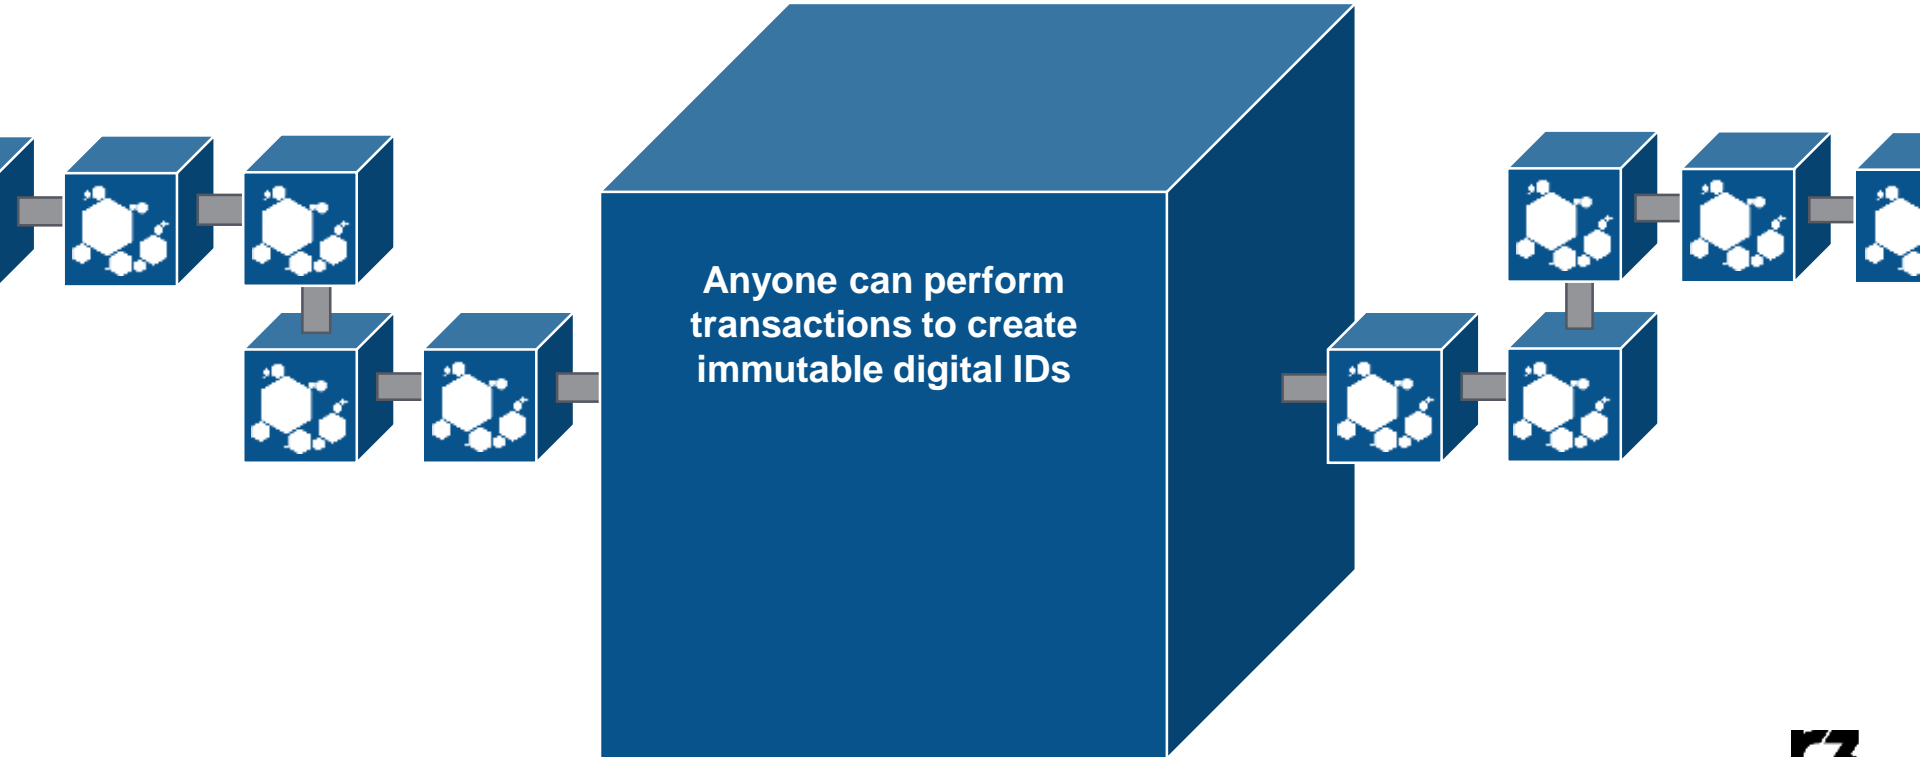 Anyone can perform
transactions to create
immutable digital IDs